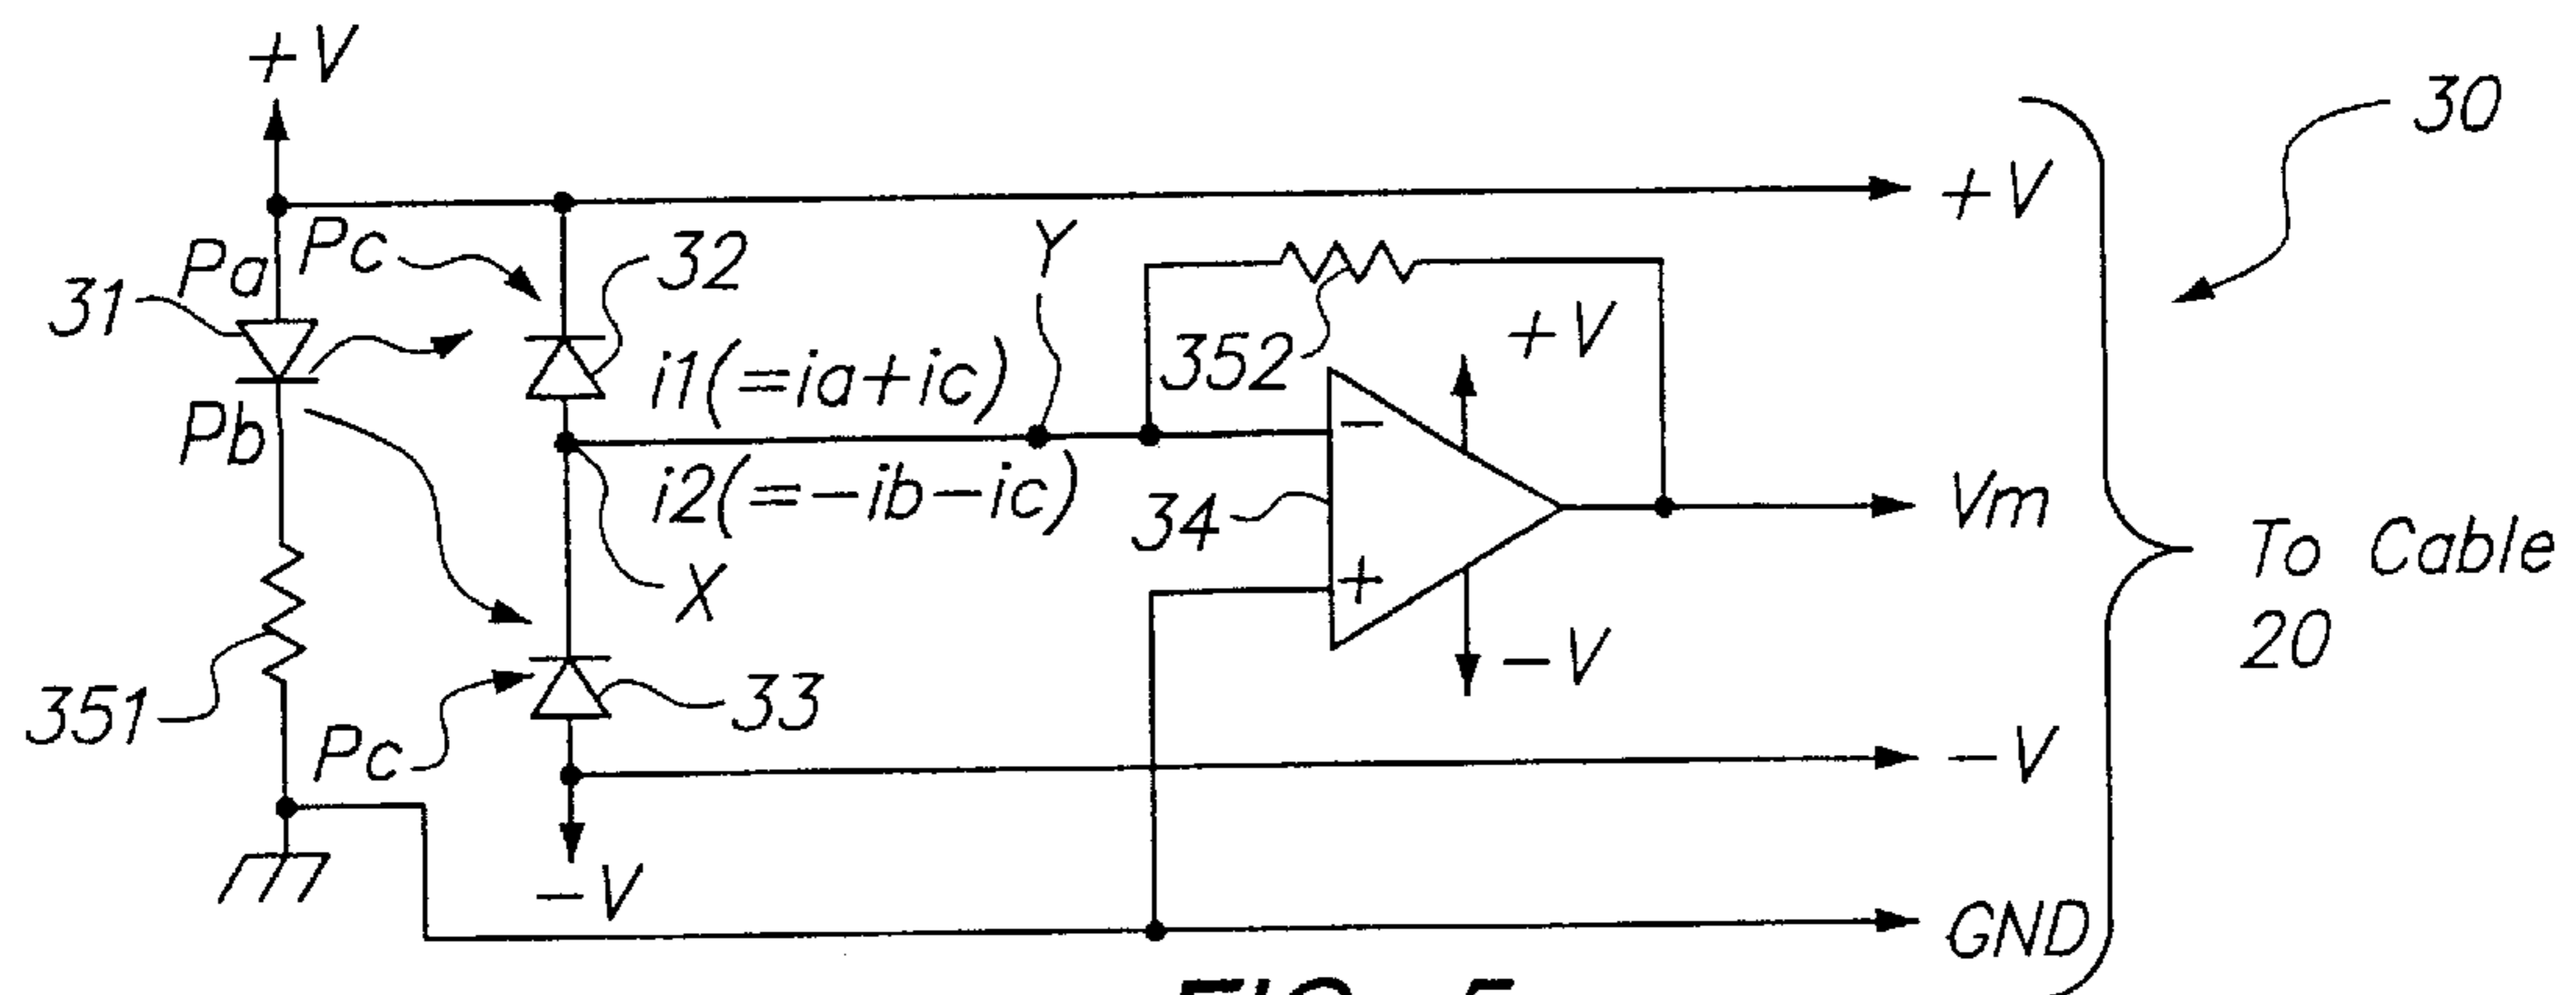 +V
30
+V
Pa
Pc
32
Y
31
352
+V
i1(=ia+ic)
Pb
−
i2(=-ib-ic)
34
Vm
To Cable
20
X
+
-V
351
33
Pc
-V
-V
GND